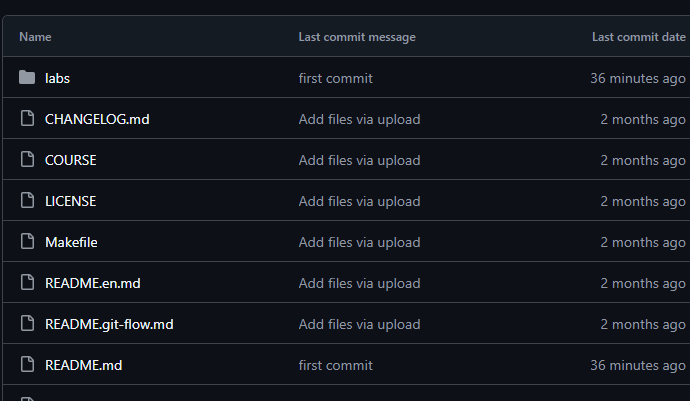 Name Last commit message Last commit date
labs first commit 36 minutes ago
CHANGELOG.md Add files via upload 2 months ago
COURSE Add files via upload 2 months ago
LICENSE Add files via upload 2 months ago
Makefile Add files via upload 2 months ago
README.en.md Add files via upload 2 months ago
README.git-flow.md Add files via upload 2 months ago
README.md first commit 36 minutes ago